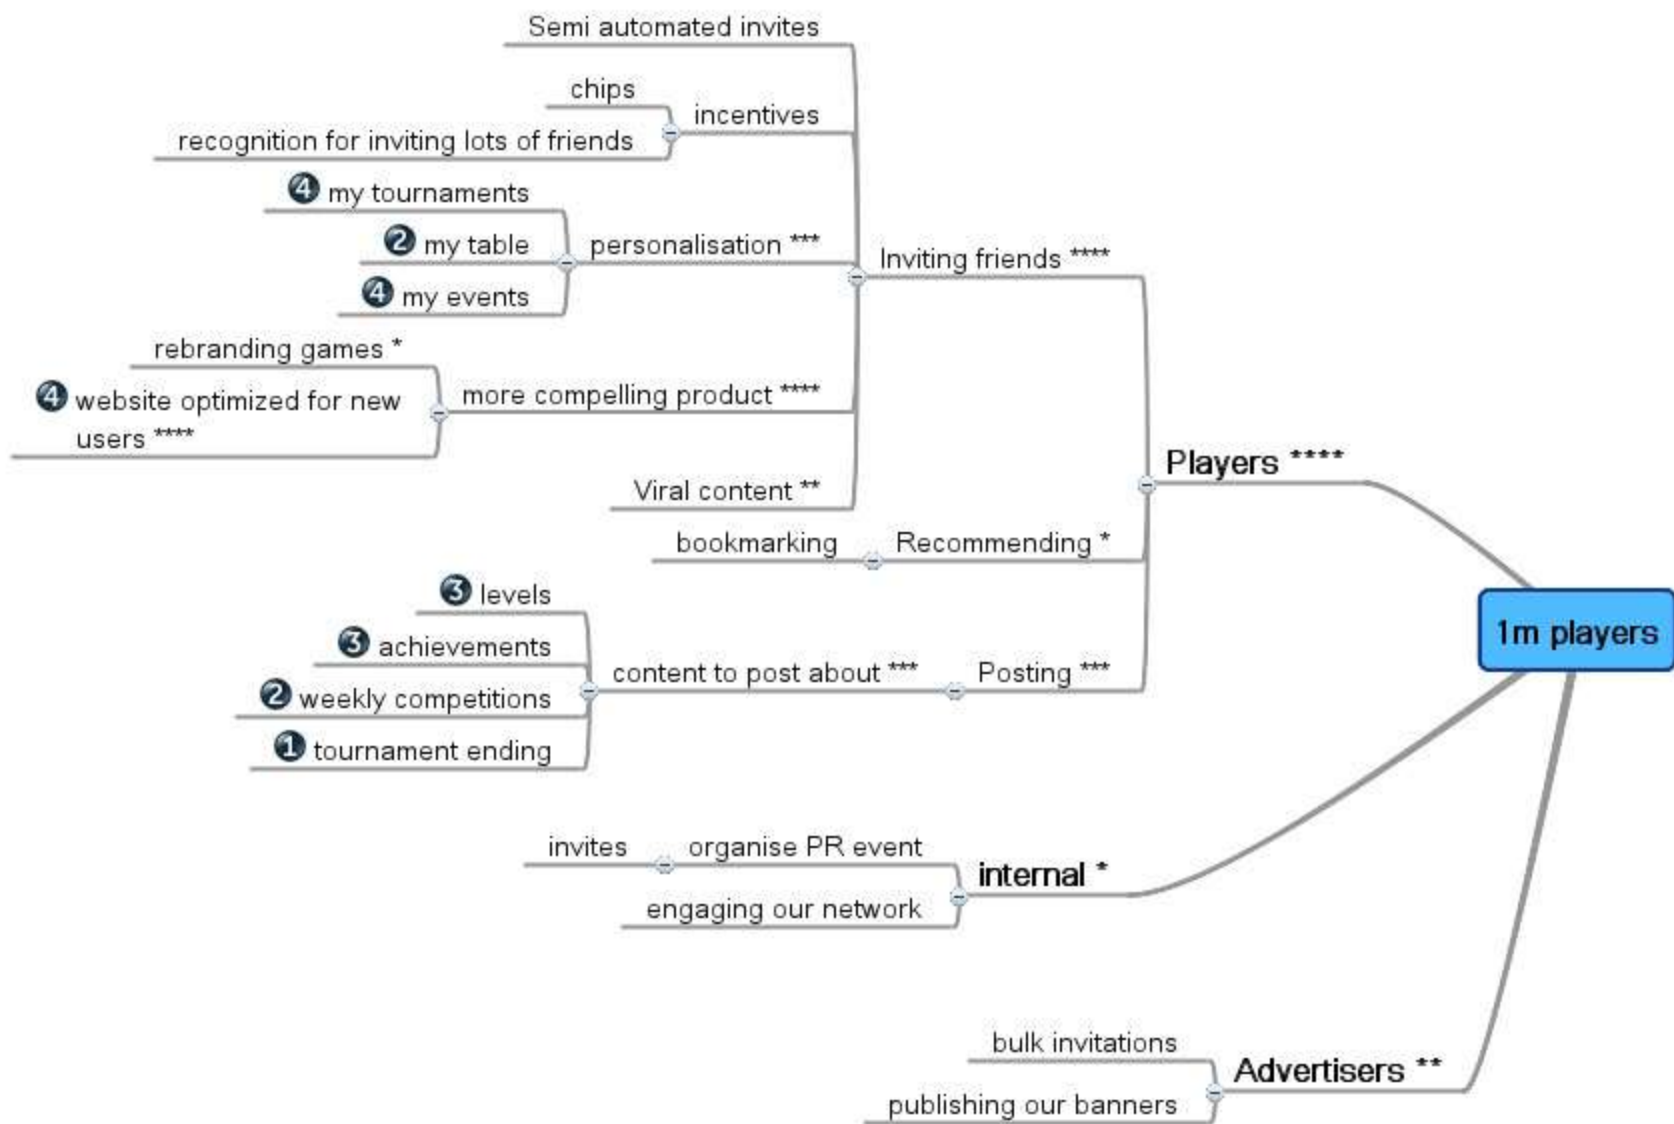 Semi automated invites
chips
incentives
recognition for inviting lots of friends
4 my tournaments
2 my table
personalisation ***
4 my events
Inviting friends ****
rebranding games *
4 website optimized for new
users ****
more compelling product ****
Viral content **
Players ****
bookmarking
Recommending *
3 levels
3 achievements
content to post about ***
Posting ***
2 weekly competitions
1 tournament ending
1m players
invites
organise PR event
internal *
engaging our network
bulk invitations
Advertisers **
publishing our banners